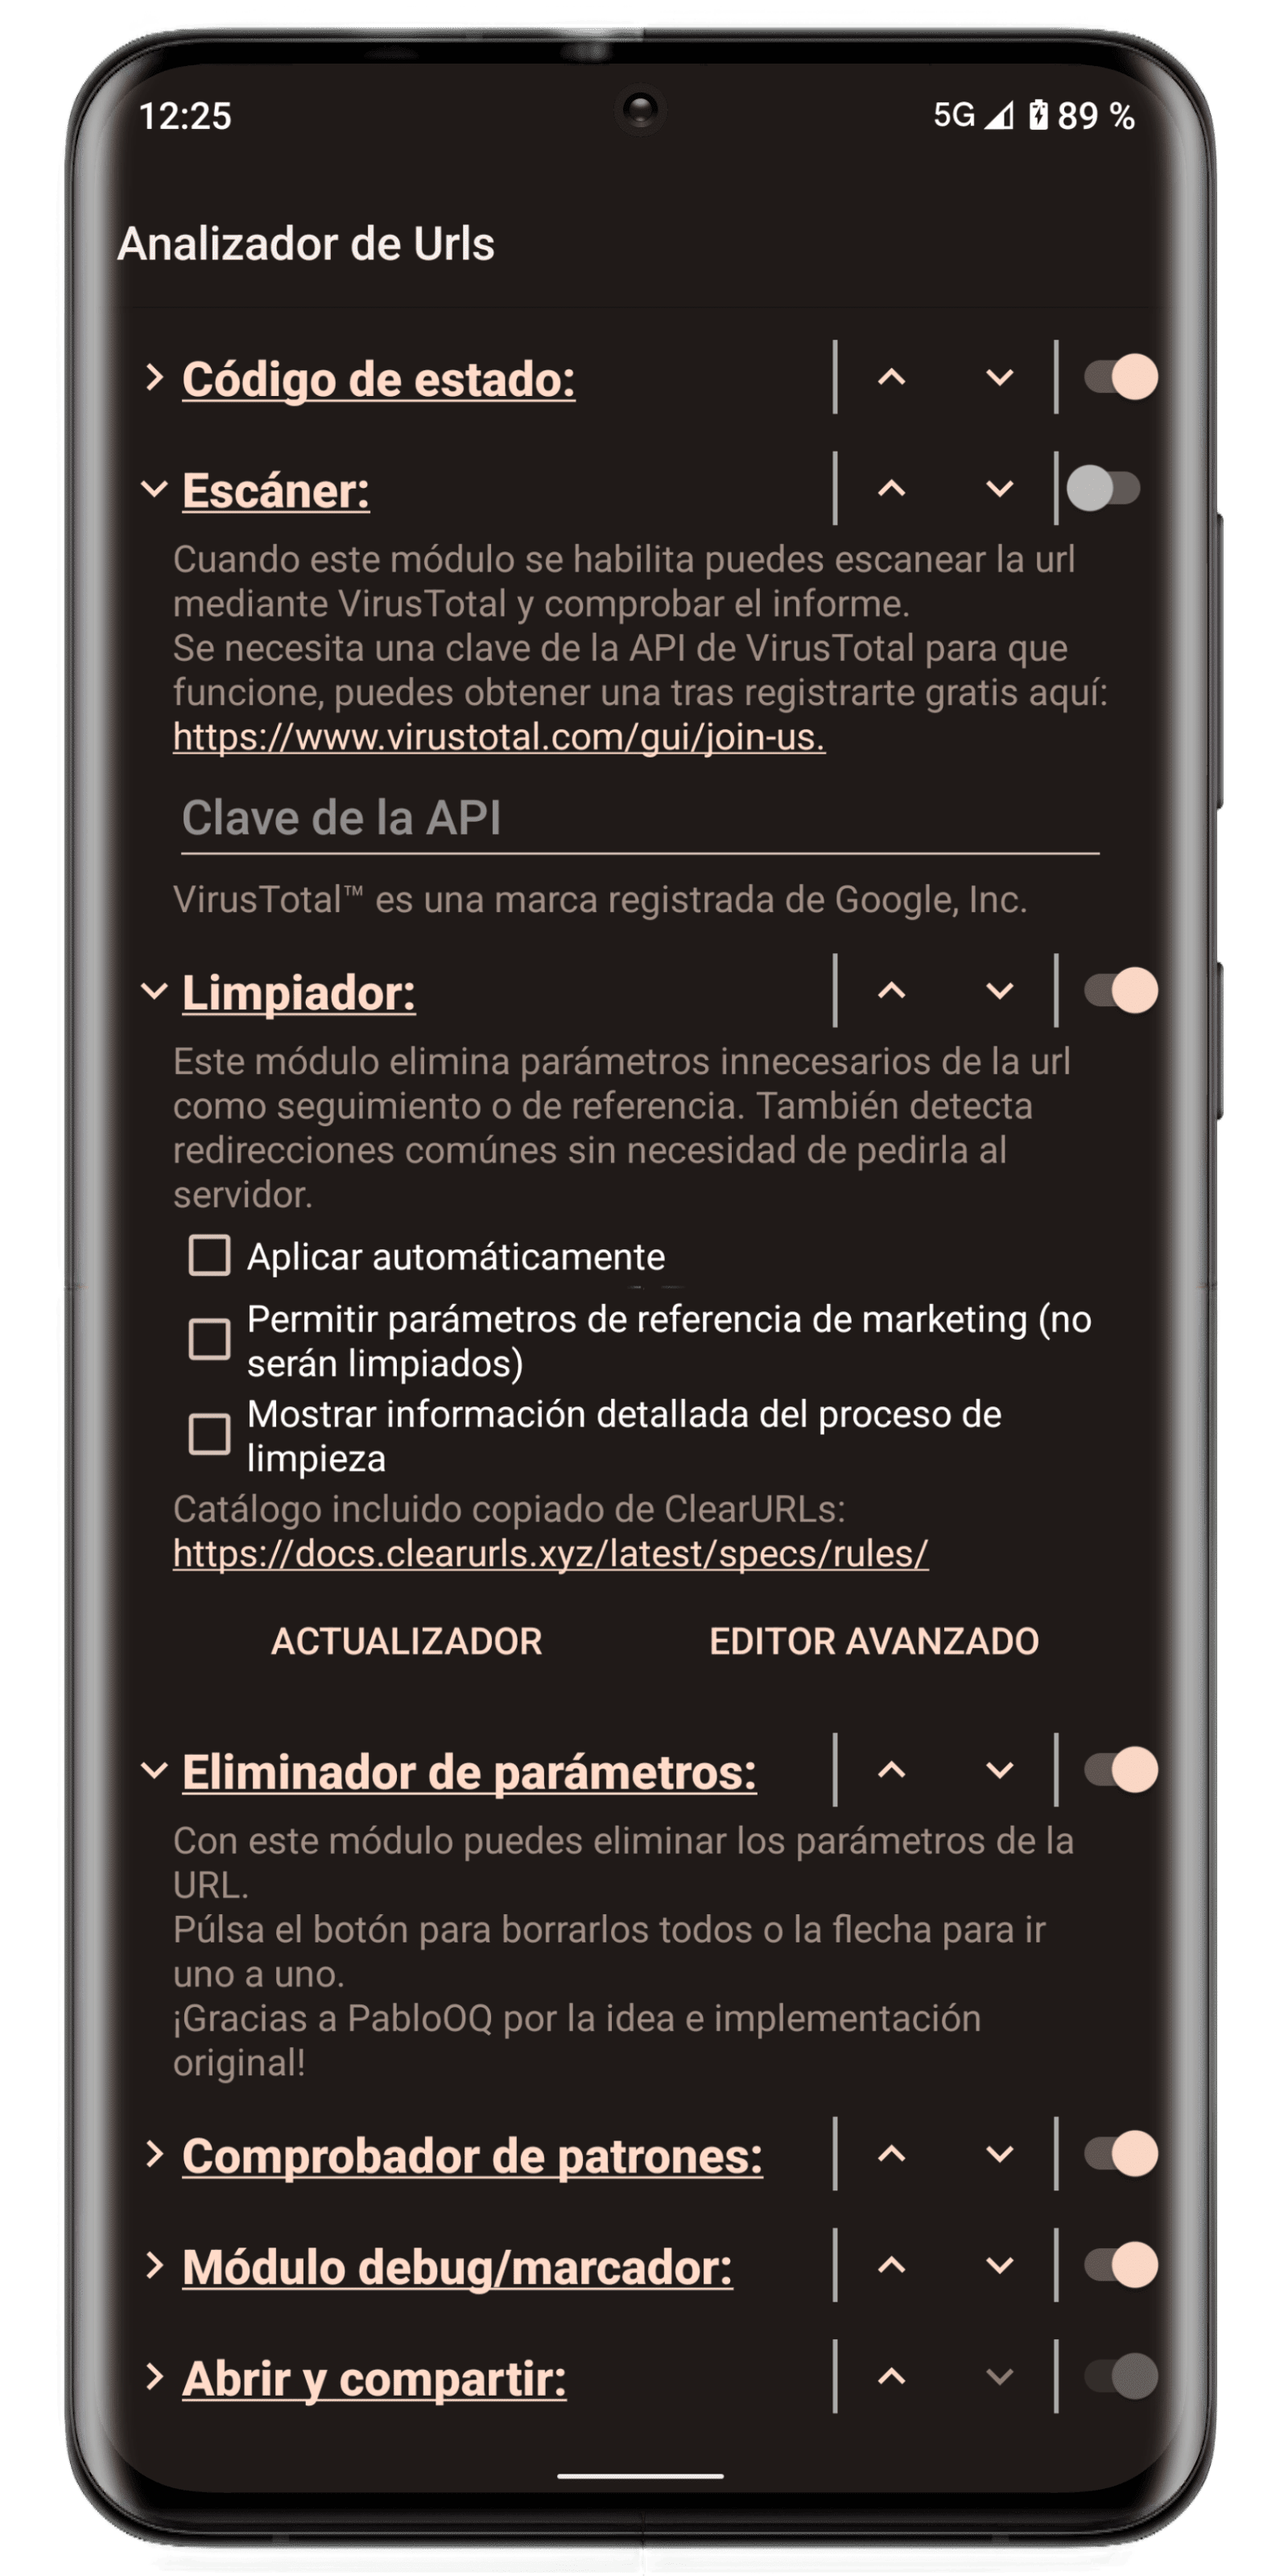 12:25
5G 89 %
Analizador de Urls
Código de estado:
Escáner:
Cuando este módulo se habilita puedes escanear la url
mediante VirusTotal y comprobar el informe.
Se necesita una clave de la API de VirusTotal para que
funcione, puedes obtener una tras registrarte gratis aquí:
https://www.virustotal.com/gui/join-us.
Clave de la API
VirusTotal™ es una marca registrada de Google, Inc.
Limpiador:
Este módulo elimina parámetros innecesarios de la url
como seguimiento o de referencia. También detecta
redirecciones comúnes sin necesidad de pedirla al
servidor.
Aplicar automáticamente
Permitir parámetros de referencia de marketing (no
serán limpiados)
Mostrar información detallada del proceso de
limpieza
Catálogo incluido copiado de ClearURLs:
https://docs.clearurls.xyz/latest/specs/rules/
ACTUALIZADOR EDITOR AVANZADO
Eliminador de parámetros:
Con este módulo puedes eliminar los parámetros de la
URL.
Púlsa el botón para borrarlos todos o la flecha para ir
uno a uno.
¡Gracias a PabloOQ por la idea e implementación
original!
Comprobador de patrones:
Módulo debug/marcador:
Abrir y compartir: